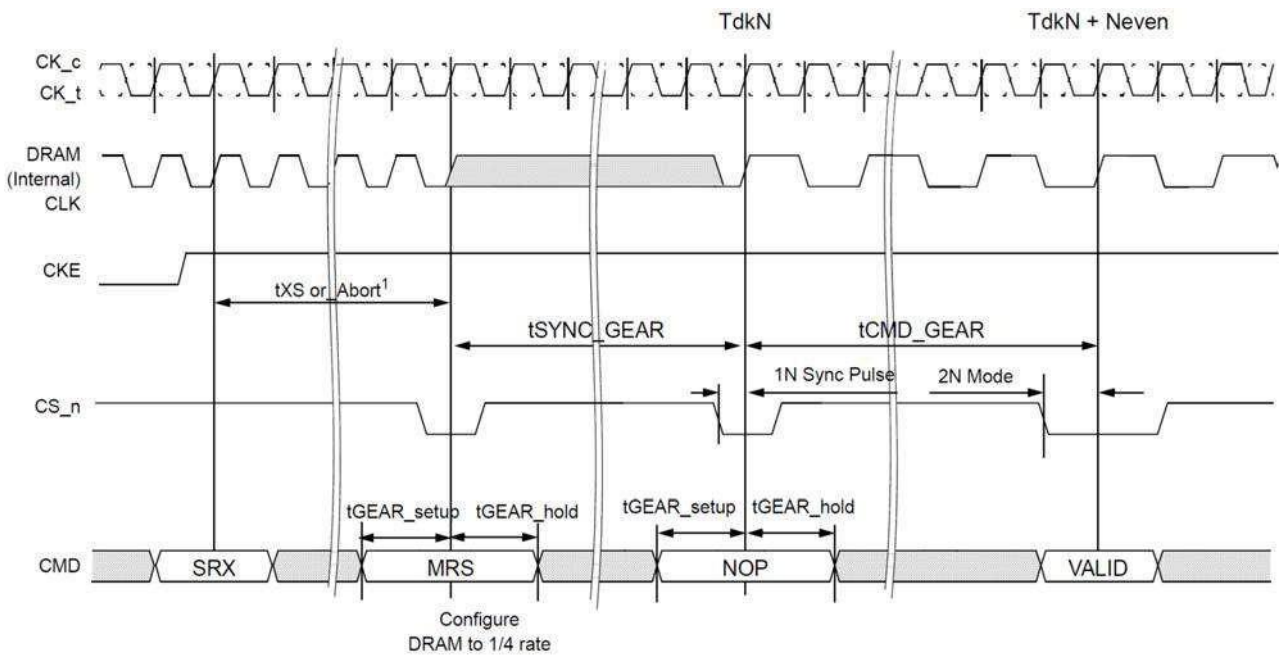 TdkN
TdkN + Neven
CK_c
CK_t
DRAM
(Internal)
CLK
CKE
tXS or_Abort¹
tSYNC_GEAR
tCMD_GEAR
1N Sync Pulse
2N Mode
CS_n
tGEAR_setup
tGEAR_hold
tGEAR_setup
tGEAR_hold
CMD
SRX
MRS
NOP
VALID
Configure
DRAM to 1/4 rate